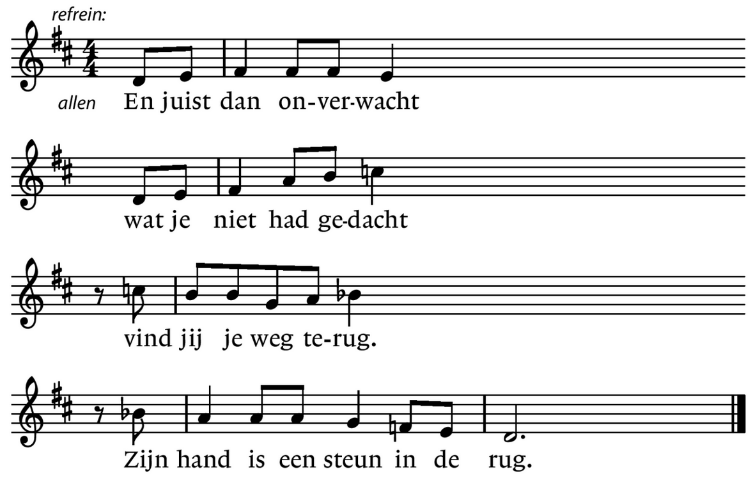 refrein:
allen En juist dan on-ver-wacht
wat je niet had ge-dacht
vind jij je weg te-rug.
Zijn hand is een steun in de rug.